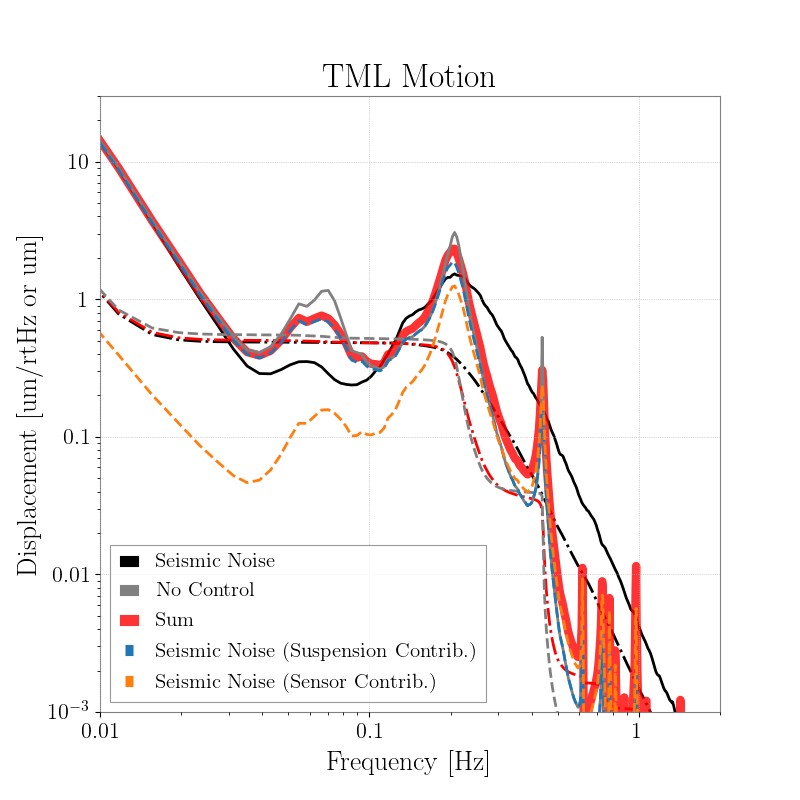 TML Motion
Displacement [um/rtHz or um]
10
1
0.1
0.01
10⁻³
Seismic Noise
No Control
Sum
Seismic Noise (Suspension Contrib.)
Seismic Noise (Sensor Contrib.)
0.01
0.1
1
Frequency [Hz]